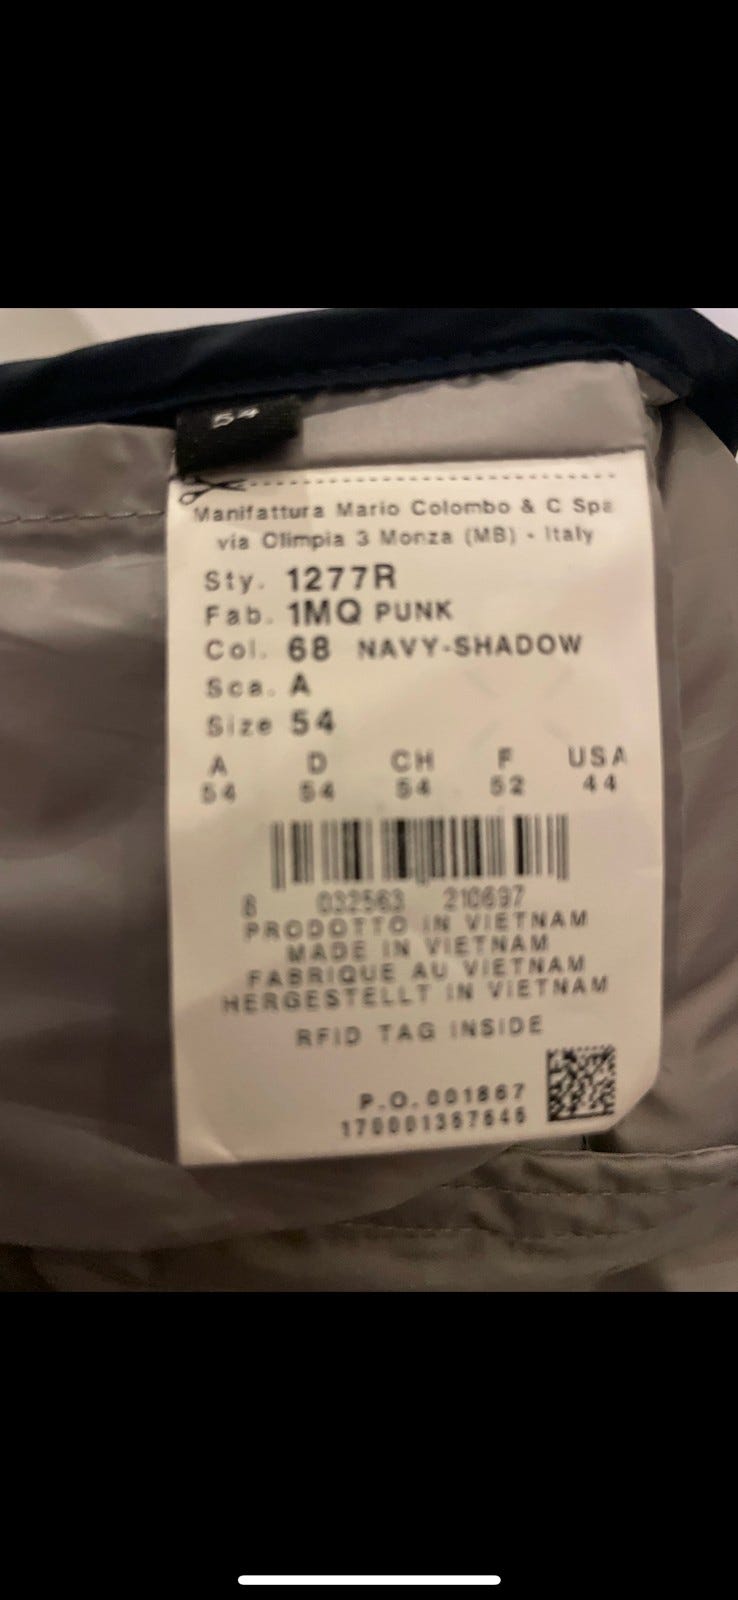 54
Manifattura Mario Colombo & C Spa
via Olimpia 3 Monza (MB) - Italy
Sty. 1277R
Fab. 1MQ PUNK
Col. 68 NAVY-SHADOW
Sca. A
Size 54
A D CH F USA
54 54 54 52 44
8 032563 210697
PRODOTTO IN VIETNAM
MADE IN VIETNAM
FABRIQUE AU VIETNAM
HERGESTELLT IN VIETNAM
RFID TAG INSIDE
P.O. 001867
170001367646